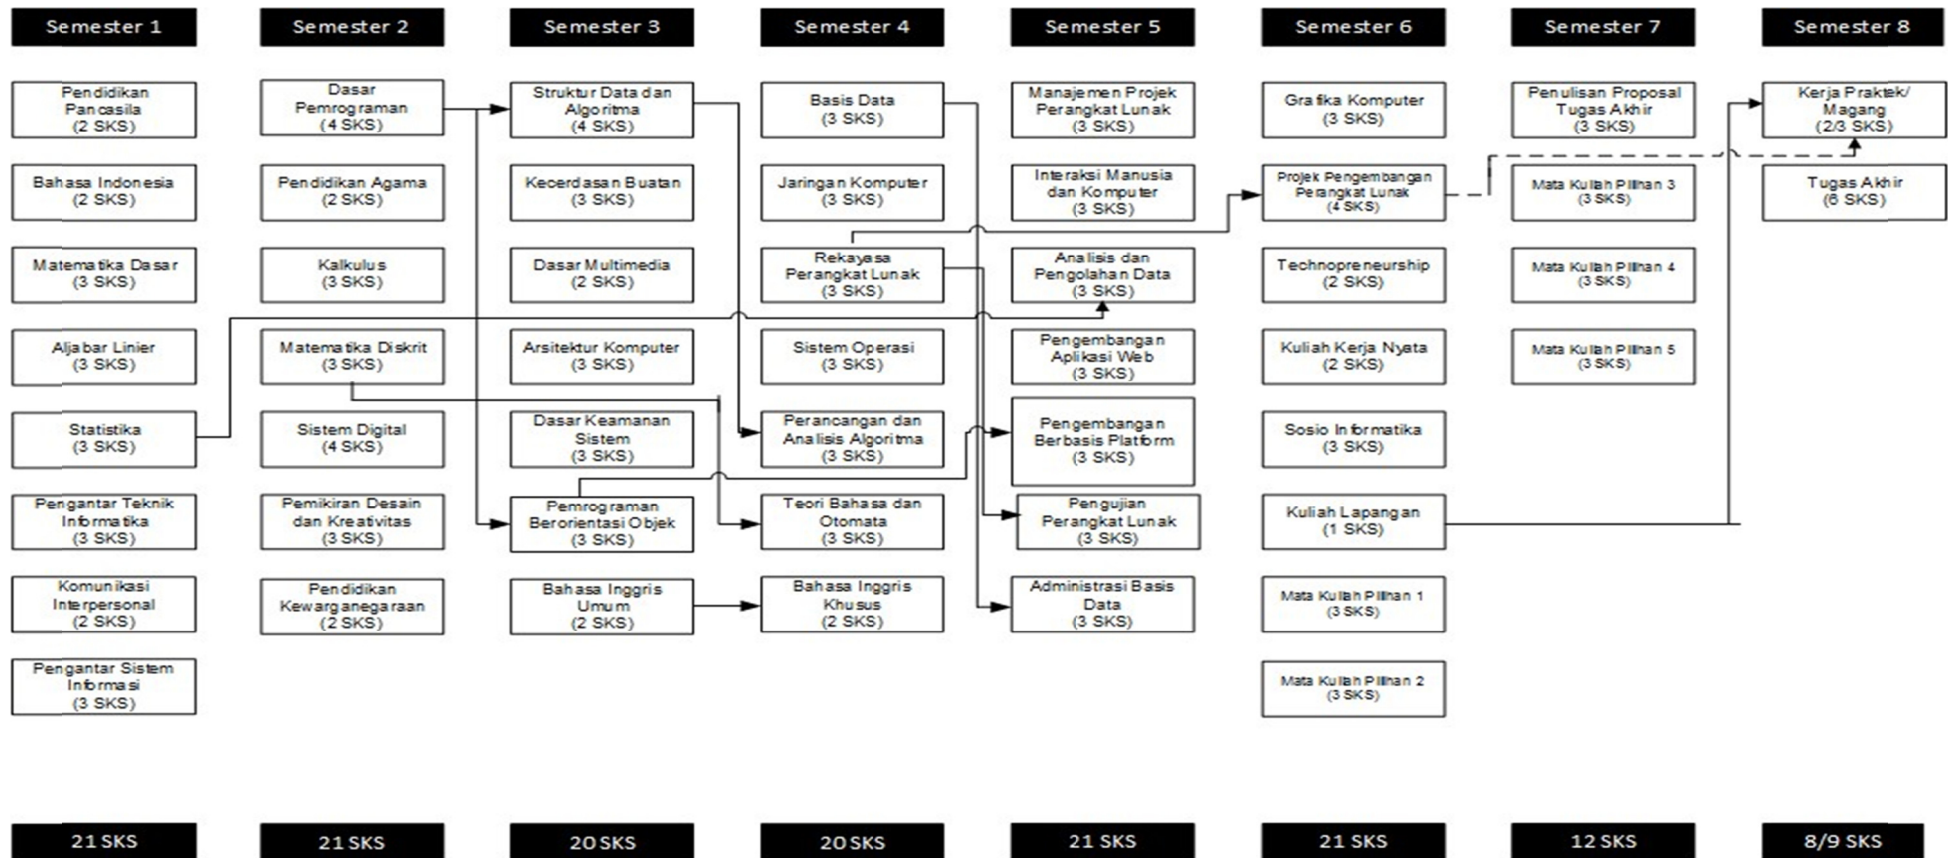 Semester 1
Semester 2
Semester 3
Semester 4
Semester 5
Semester 6
Semester 7
Semester 8
Pendidikan
Pancasila
(2 SKS)
Bahasa Indonesia
(2 SKS)
Matematika Dasar
(3 SKS)
Aljabar Linier
(3 SKS)
Statistika
(3 SKS)
Pengantar Teknik
Informatika
(3 SKS)
Komunikasi
Interpersonal
(2 SKS)
Pengantar Sistem
Informasi
(3 SKS)
Dasar
Pemrograman
(4 SKS)
Pendidikan Agama
(2 SKS)
Kalkulus
(3 SKS)
Matematika Diskrit
(3 SKS)
Sistem Digital
(4 SKS)
Pemikiran Desain
dan Kreativitas
(3 SKS)
Pendidikan
Kewarganegaraan
(2 SKS)
Struktur Data dan
Algoritma
(4 SKS)
Kecerdasan Buatan
(3 SKS)
Dasar Multimedia
(2 SKS)
Arsitektur Komputer
(3 SKS)
Dasar Keamanan
Sistem
(3 SKS)
Pemrograman
Berorientasi Objek
(3 SKS)
Bahasa Inggris
Umum
(2 SKS)
Basis Data
(3 SKS)
Jaringan Komputer
(3 SKS)
Rekayasa
Perangkat Lunak
(3 SKS)
Sistem Operasi
(3 SKS)
Perancangan dan
Analisis Algoritma
(3 SKS)
Teori Bahasa dan
Otomata
(3 SKS)
Bahasa Inggris
Khusus
(2 SKS)
Manajemen Projek
Perangkat Lunak
(3 SKS)
Interaksi Manusia
dan Komputer
(3 SKS)
Analisis dan
Pengolahan Data
(3 SKS)
Pengembangan
Aplikasi Web
(3 SKS)
Pengembangan
Berbasis Platform
(3 SKS)
Pengujian
Perangkat Lunak
(3 SKS)
Administrasi Basis
Data
(3 SKS)
Grafika Komputer
(3 SKS)
Projek Pengembangan
Perangkat Lunak
(4 SKS)
Technopreneurship
(2 SKS)
Kuliah Kerja Nyata
(2 SKS)
Sosio Informatika
(3 SKS)
Kuliah Lapangan
(1 SKS)
Mata Kuliah Pilihan 1
(3 SKS)
Mata Kuliah Pilihan 2
(3 SKS)
Penulisan Proposal
Tugas Akhir
(3 SKS)
Mata Kuliah Pilihan 3
(3 SKS)
Mata Kuliah Pilihan 4
(3 SKS)
Mata Kuliah Pilihan 5
(3 SKS)
Kerja Praktek/
Magang
(2/3 SKS)
Tugas Akhir
(6 SKS)
21 SKS
21 SKS
20 SKS
20 SKS
21 SKS
21 SKS
12 SKS
8/9 SKS